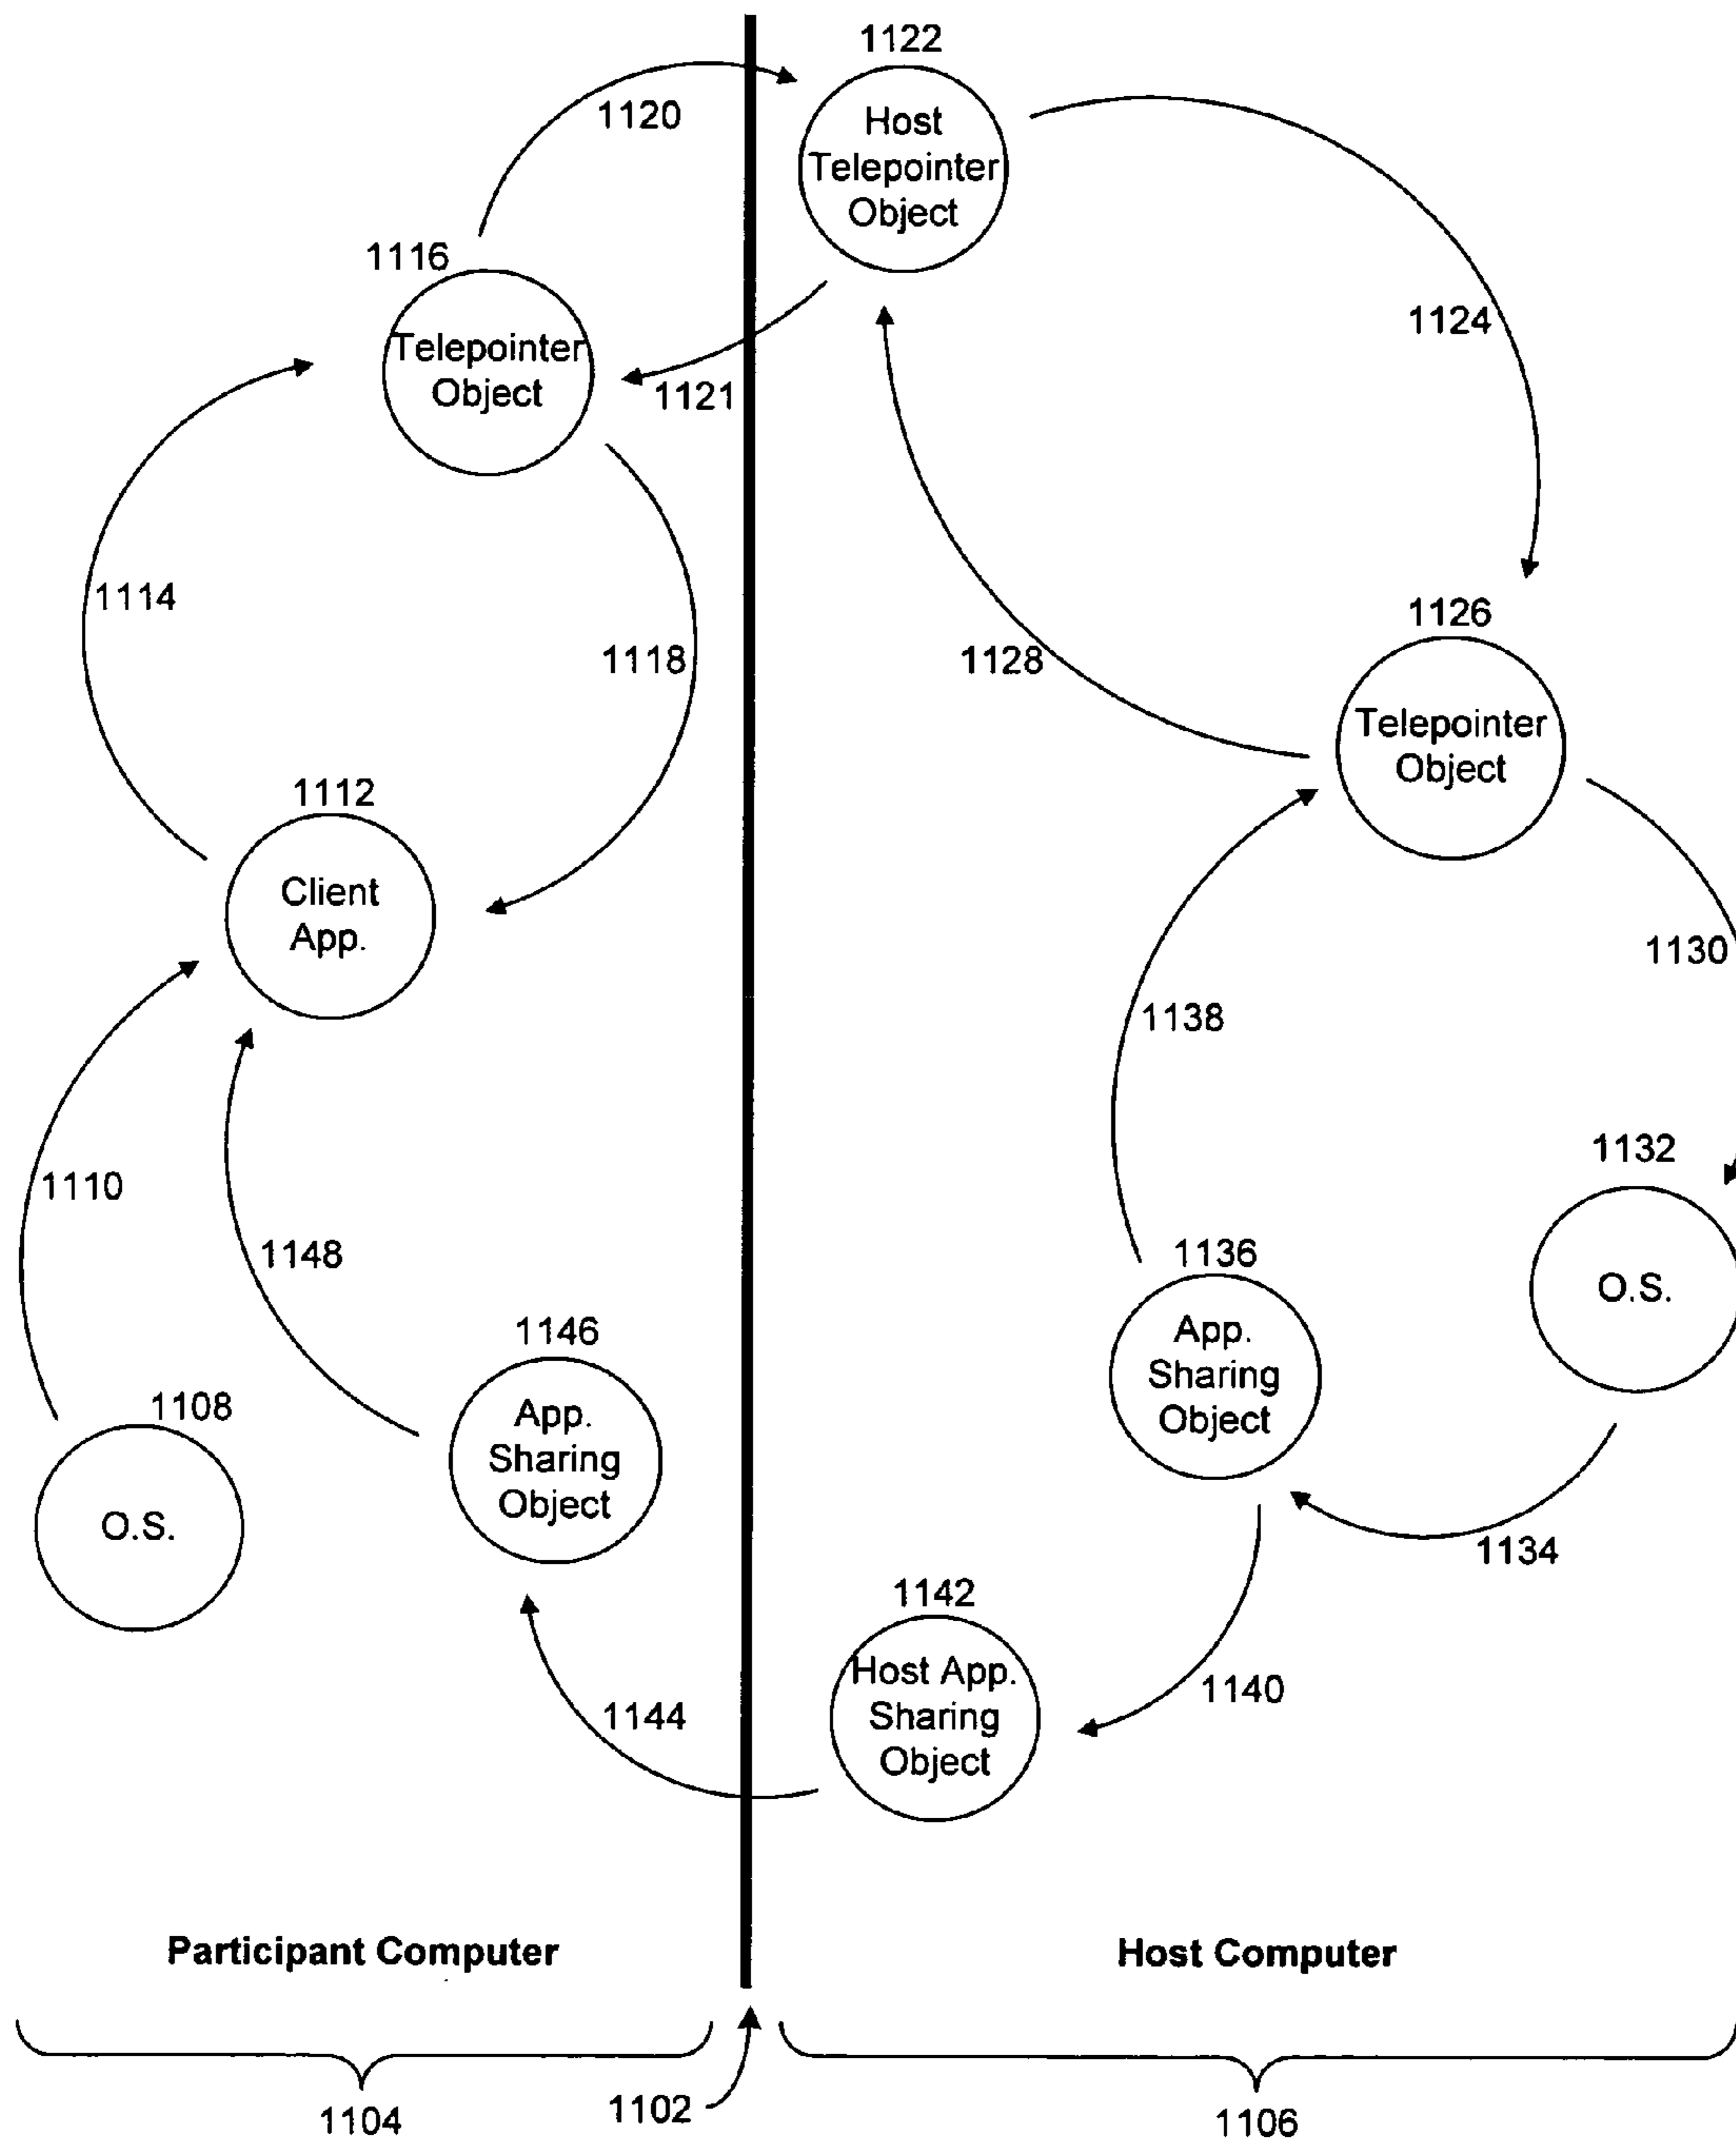 1122
Host
Telepointer
Object
1120
1116
Telepointer
Object
1121
1124
1114
1118
1128
1126
Telepointer
Object
1112
Client
App.
1130
1138
1110
1148
1132
O.S.
1136
App.
Sharing
Object
1146
App.
Sharing
Object
1108
O.S.
1134
1142
Host App.
Sharing
Object
1140
1144
Participant Computer
Host Computer
1104
1102
1106